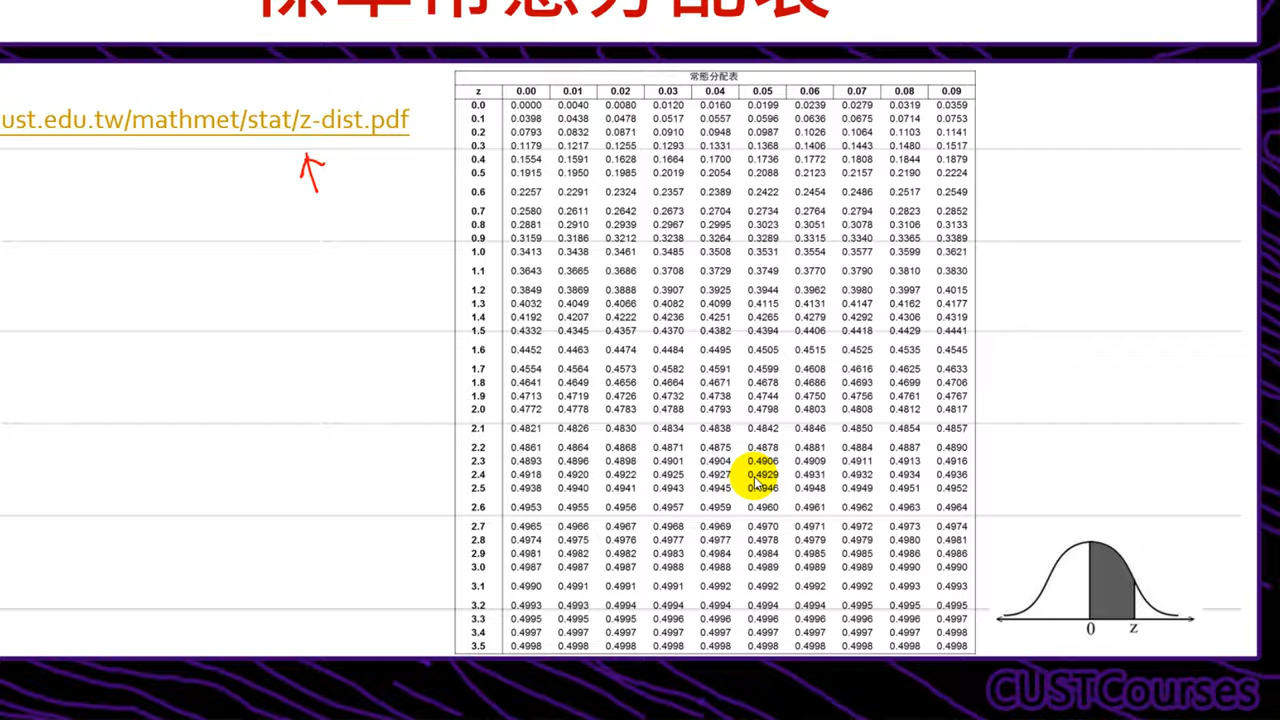 標準常態分配表
ust.edu.tw/mathmet/stat/z-dist.pdf
常態分配表
z 0.00 0.01 0.02 0.03 0.04 0.05 0.06 0.07 0.08 0.09
0.0 0.0000 0.0040 0.0080 0.0120 0.0160 0.0199 0.0239 0.0279 0.0319 0.0359
0.1 0.0398 0.0438 0.0478 0.0517 0.0557 0.0596 0.0636 0.0675 0.0714 0.0753
0.2 0.0793 0.0832 0.0871 0.0910 0.0948 0.0987 0.1026 0.1064 0.1103 0.1141
0.3 0.1179 0.1217 0.1255 0.1293 0.1331 0.1368 0.1406 0.1443 0.1480 0.1517
0.4 0.1554 0.1591 0.1628 0.1664 0.1700 0.1736 0.1772 0.1808 0.1844 0.1879
0.5 0.1915 0.1950 0.1985 0.2019 0.2054 0.2088 0.2123 0.2157 0.2190 0.2224
0.6 0.2257 0.2291 0.2324 0.2357 0.2389 0.2422 0.2454 0.2486 0.2517 0.2549
0.7 0.2580 0.2611 0.2642 0.2673 0.2704 0.2734 0.2764 0.2794 0.2823 0.2852
0.8 0.2881 0.2910 0.2939 0.2967 0.2995 0.3023 0.3051 0.3078 0.3106 0.3133
0.9 0.3159 0.3186 0.3212 0.3238 0.3264 0.3289 0.3315 0.3340 0.3365 0.3389
1.0 0.3413 0.3438 0.3461 0.3485 0.3508 0.3531 0.3554 0.3577 0.3599 0.3621
1.1 0.3643 0.3665 0.3686 0.3708 0.3729 0.3749 0.3770 0.3790 0.3810 0.3830
1.2 0.3849 0.3869 0.3888 0.3907 0.3925 0.3944 0.3962 0.3980 0.3997 0.4015
1.3 0.4032 0.4049 0.4066 0.4082 0.4099 0.4115 0.4131 0.4147 0.4162 0.4177
1.4 0.4192 0.4207 0.4222 0.4236 0.4251 0.4265 0.4279 0.4292 0.4306 0.4319
1.5 0.4332 0.4345 0.4357 0.4370 0.4382 0.4394 0.4406 0.4418 0.4429 0.4441
1.6 0.4452 0.4463 0.4474 0.4484 0.4495 0.4505 0.4515 0.4525 0.4535 0.4545
1.7 0.4554 0.4564 0.4573 0.4582 0.4591 0.4599 0.4608 0.4616 0.4625 0.4633
1.8 0.4641 0.4649 0.4656 0.4664 0.4671 0.4678 0.4686 0.4693 0.4699 0.4706
1.9 0.4713 0.4719 0.4726 0.4732 0.4738 0.4744 0.4750 0.4756 0.4761 0.4767
2.0 0.4772 0.4778 0.4783 0.4788 0.4793 0.4798 0.4803 0.4808 0.4812 0.4817
2.1 0.4821 0.4826 0.4830 0.4834 0.4838 0.4842 0.4846 0.4850 0.4854 0.4857
2.2 0.4861 0.4864 0.4868 0.4871 0.4875 0.4878 0.4881 0.4884 0.4887 0.4890
2.3 0.4893 0.4896 0.4898 0.4901 0.4904 0.4906 0.4909 0.4911 0.4913 0.4916
2.4 0.4918 0.4920 0.4922 0.4925 0.4927 0.4929 0.4931 0.4932 0.4934 0.4936
2.5 0.4938 0.4940 0.4941 0.4943 0.4945 0.4946 0.4948 0.4949 0.4951 0.4952
2.6 0.4953 0.4955 0.4956 0.4957 0.4959 0.4960 0.4961 0.4962 0.4963 0.4964
2.7 0.4965 0.4966 0.4967 0.4968 0.4969 0.4970 0.4971 0.4972 0.4973 0.4974
2.8 0.4974 0.4975 0.4976 0.4977 0.4977 0.4978 0.4979 0.4979 0.4980 0.4981
2.9 0.4981 0.4982 0.4982 0.4983 0.4984 0.4984 0.4985 0.4985 0.4986 0.4986
3.0 0.4987 0.4987 0.4987 0.4988 0.4988 0.4989 0.4989 0.4989 0.4990 0.4990
3.1 0.4990 0.4991 0.4991 0.4991 0.4992 0.4992 0.4992 0.4992 0.4993 0.4993
3.2 0.4993 0.4993 0.4994 0.4994 0.4994 0.4994 0.4994 0.4995 0.4995 0.4995
3.3 0.4995 0.4995 0.4995 0.4996 0.4996 0.4996 0.4996 0.4996 0.4996 0.4997
3.4 0.4997 0.4997 0.4997 0.4997 0.4997 0.4997 0.4997 0.4997 0.4997 0.4998
3.5 0.4998 0.4998 0.4998 0.4998 0.4998 0.4998 0.4998 0.4998 0.4998 0.4998
0 z
CUSTCourses